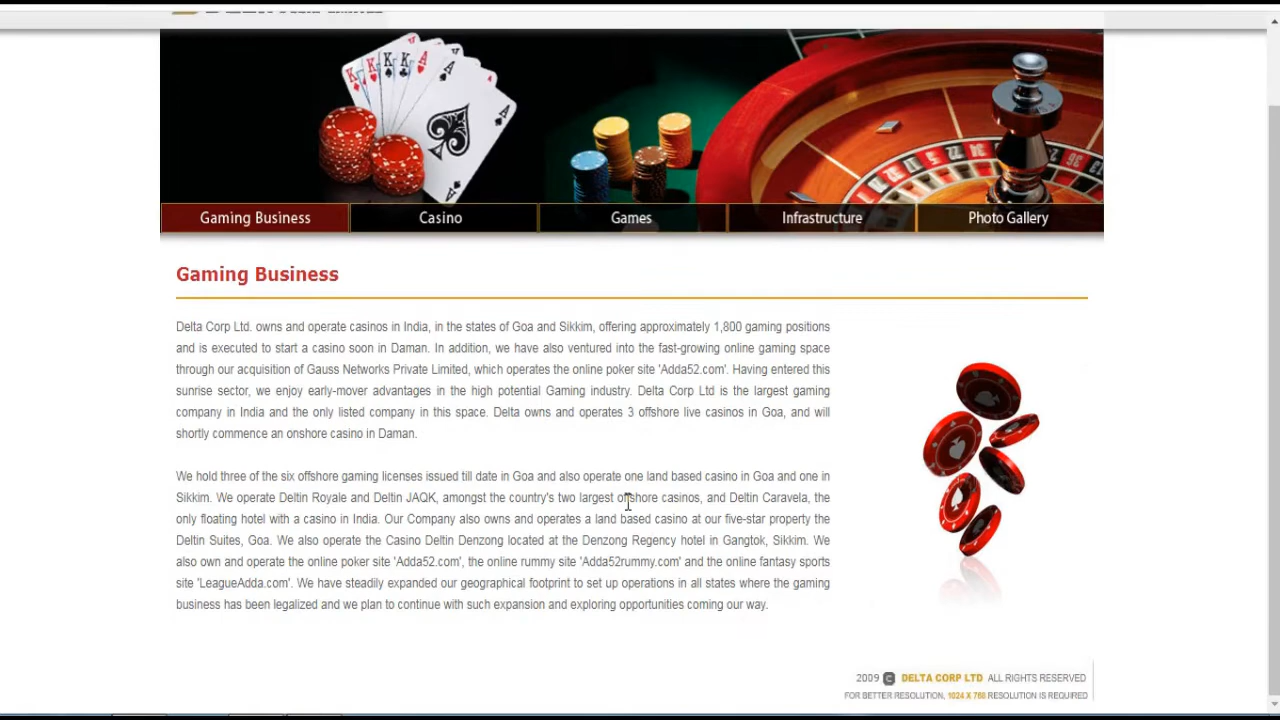 Gaming Business
Casino
Games
Infrastructure
Photo Gallery
Gaming Business
Delta Corp Ltd. owns and operate casinos in India, in the states of Goa and Sikkim, offering approximately 1,800 gaming positions
and is executed to start a casino soon in Daman. In addition, we have also ventured into the fast-growing online gaming space
through our acquisition of Gauss Networks Private Limited, which operates the online poker site 'Adda52.com'. Having entered this
sunrise sector, we enjoy early-mover advantages in the high potential Gaming industry. Delta Corp Ltd is the largest gaming
company in India and the only listed company in this space. Delta owns and operates 3 offshore live casinos in Goa, and will
shortly commence an onshore casino in Daman.
We hold three of the six offshore gaming licenses issued till date in Goa and also operate one land based casino in Goa and one in
Sikkim. We operate Deltin Royale and Deltin JAQK, amongst the country's two largest offshore casinos, and Deltin Caravela, the
only floating hotel with a casino in India. Our Company also owns and operates a land based casino at our five-star property the
Deltin Suites, Goa. We also operate the Casino Deltin Denzong located at the Denzong Regency hotel in Gangtok, Sikkim. We
also own and operate the online poker site 'Adda52.com', the online rummy site 'Adda52rummy.com' and the online fantasy sports
site 'LeagueAdda.com'. We have steadily expanded our geographical footprint to set up operations in all states where the gaming
business has been legalized and we plan to continue with such expansion and exploring opportunities coming our way.
2009 C DELTA CORP LTD ALL RIGHTS RESERVED
FOR BETTER RESOLUTION, 1024 X 768 RESOLUTION IS REQUIRED